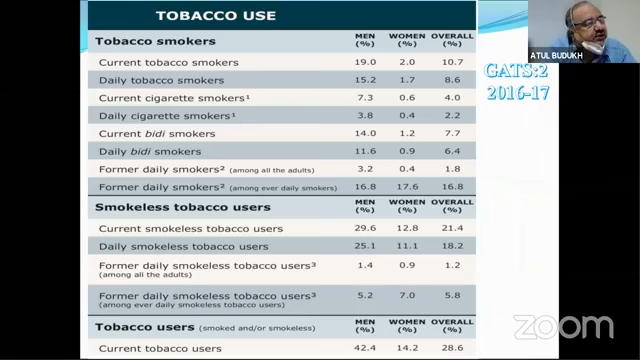 TOBACCO USE
Tobacco smokers MEN (%) WOMEN (%) OVERALL (%)
Current tobacco smokers 19.0 2.0 10.7
Daily tobacco smokers 15.2 1.7 8.6
Current cigarette smokers¹ 7.3 0.6 4.0
Daily cigarette smokers¹ 3.8 0.4 2.2
Current bidi smokers 14.0 1.2 7.7
Daily bidi smokers 11.6 0.9 6.4
Former daily smokers² (among all the adults) 3.2 0.4 1.8
Former daily smokers² (among ever daily smokers) 16.8 17.6 16.8
Smokeless tobacco users MEN (%) WOMEN (%) OVERALL (%)
Current smokeless tobacco users 29.6 12.8 21.4
Daily smokeless tobacco users 25.1 11.1 18.2
Former daily smokeless tobacco users³ 1.4 0.9 1.2
(among all the adults)
Former daily smokeless tobacco users³ 5.2 7.0 5.8
(among ever daily smokeless tobacco users)
Tobacco users (smoked and/or smokeless) MEN (%) WOMEN (%) OVERALL (%)
Current tobacco users 42.4 14.2 28.6
ATUL BUDUKH
GATS:2
2016-17
zoom